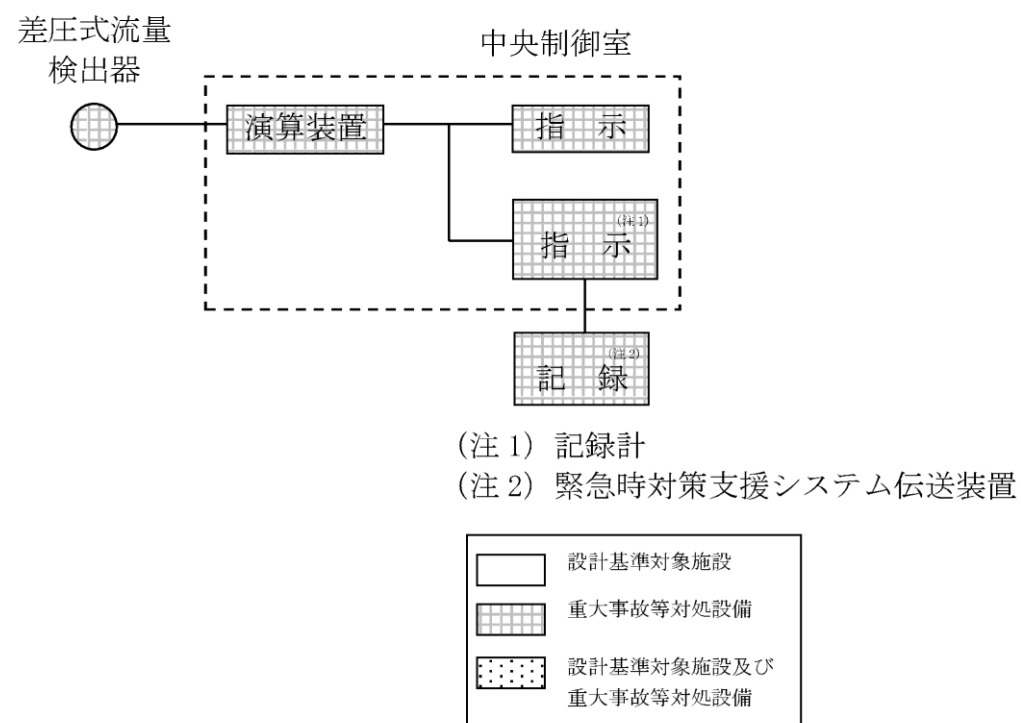 差圧式流量
検出器
中央制御室
演算装置
指 示
(注1)
指 示
(注2)
記 録
(注1) 記録計
(注2) 緊急時対策支援システム伝送装置
設計基準対象施設
重大事故等対処設備
設計基準対象施設及び
重大事故等対処設備